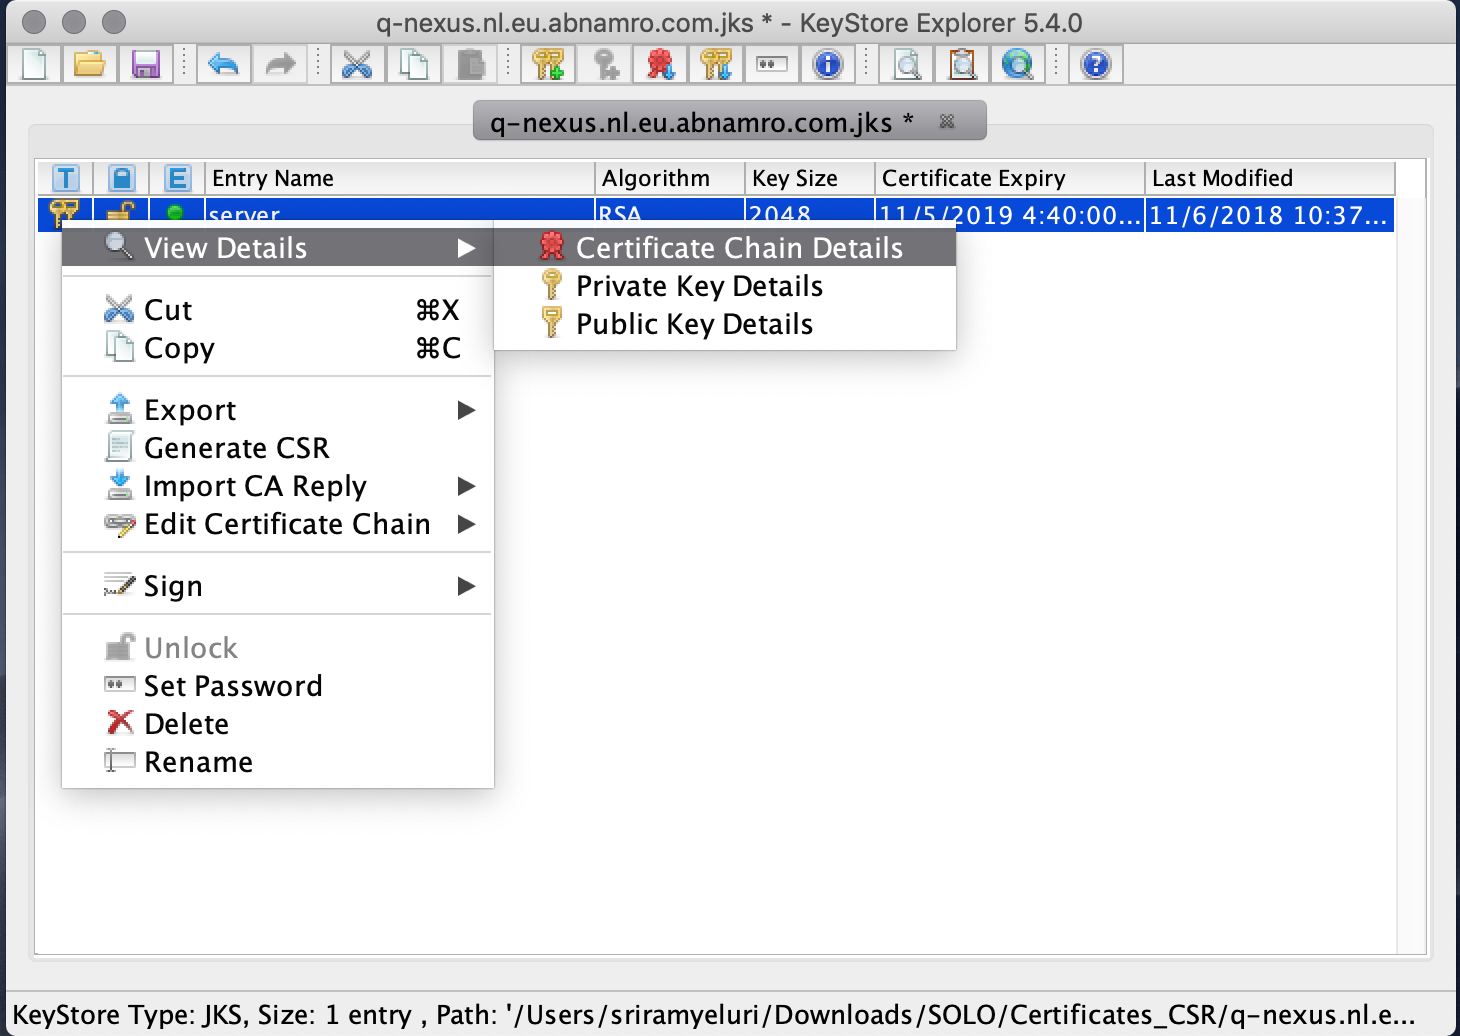 q-nexus.nl.eu.abnamro.com.jks * - KeyStore Explorer 5.4.0
q-nexus.nl.eu.abnamro.com.jks *
T E Entry Name Algorithm Key Size Certificate Expiry Last Modified
server RSA 2048 11/5/2019 4:40:00... 11/6/2018 10:37...
View Details
Certificate Chain Details
Private Key Details
Public Key Details
Cut ⌘X
Copy ⌘C
Export
Generate CSR
Import CA Reply
Edit Certificate Chain
Sign
Unlock
Set Password
Delete
Rename
KeyStore Type: JKS, Size: 1 entry , Path: '/Users/sriramyeluri/Downloads/SOLO/Certificates_CSR/q-nexus.nl.e...